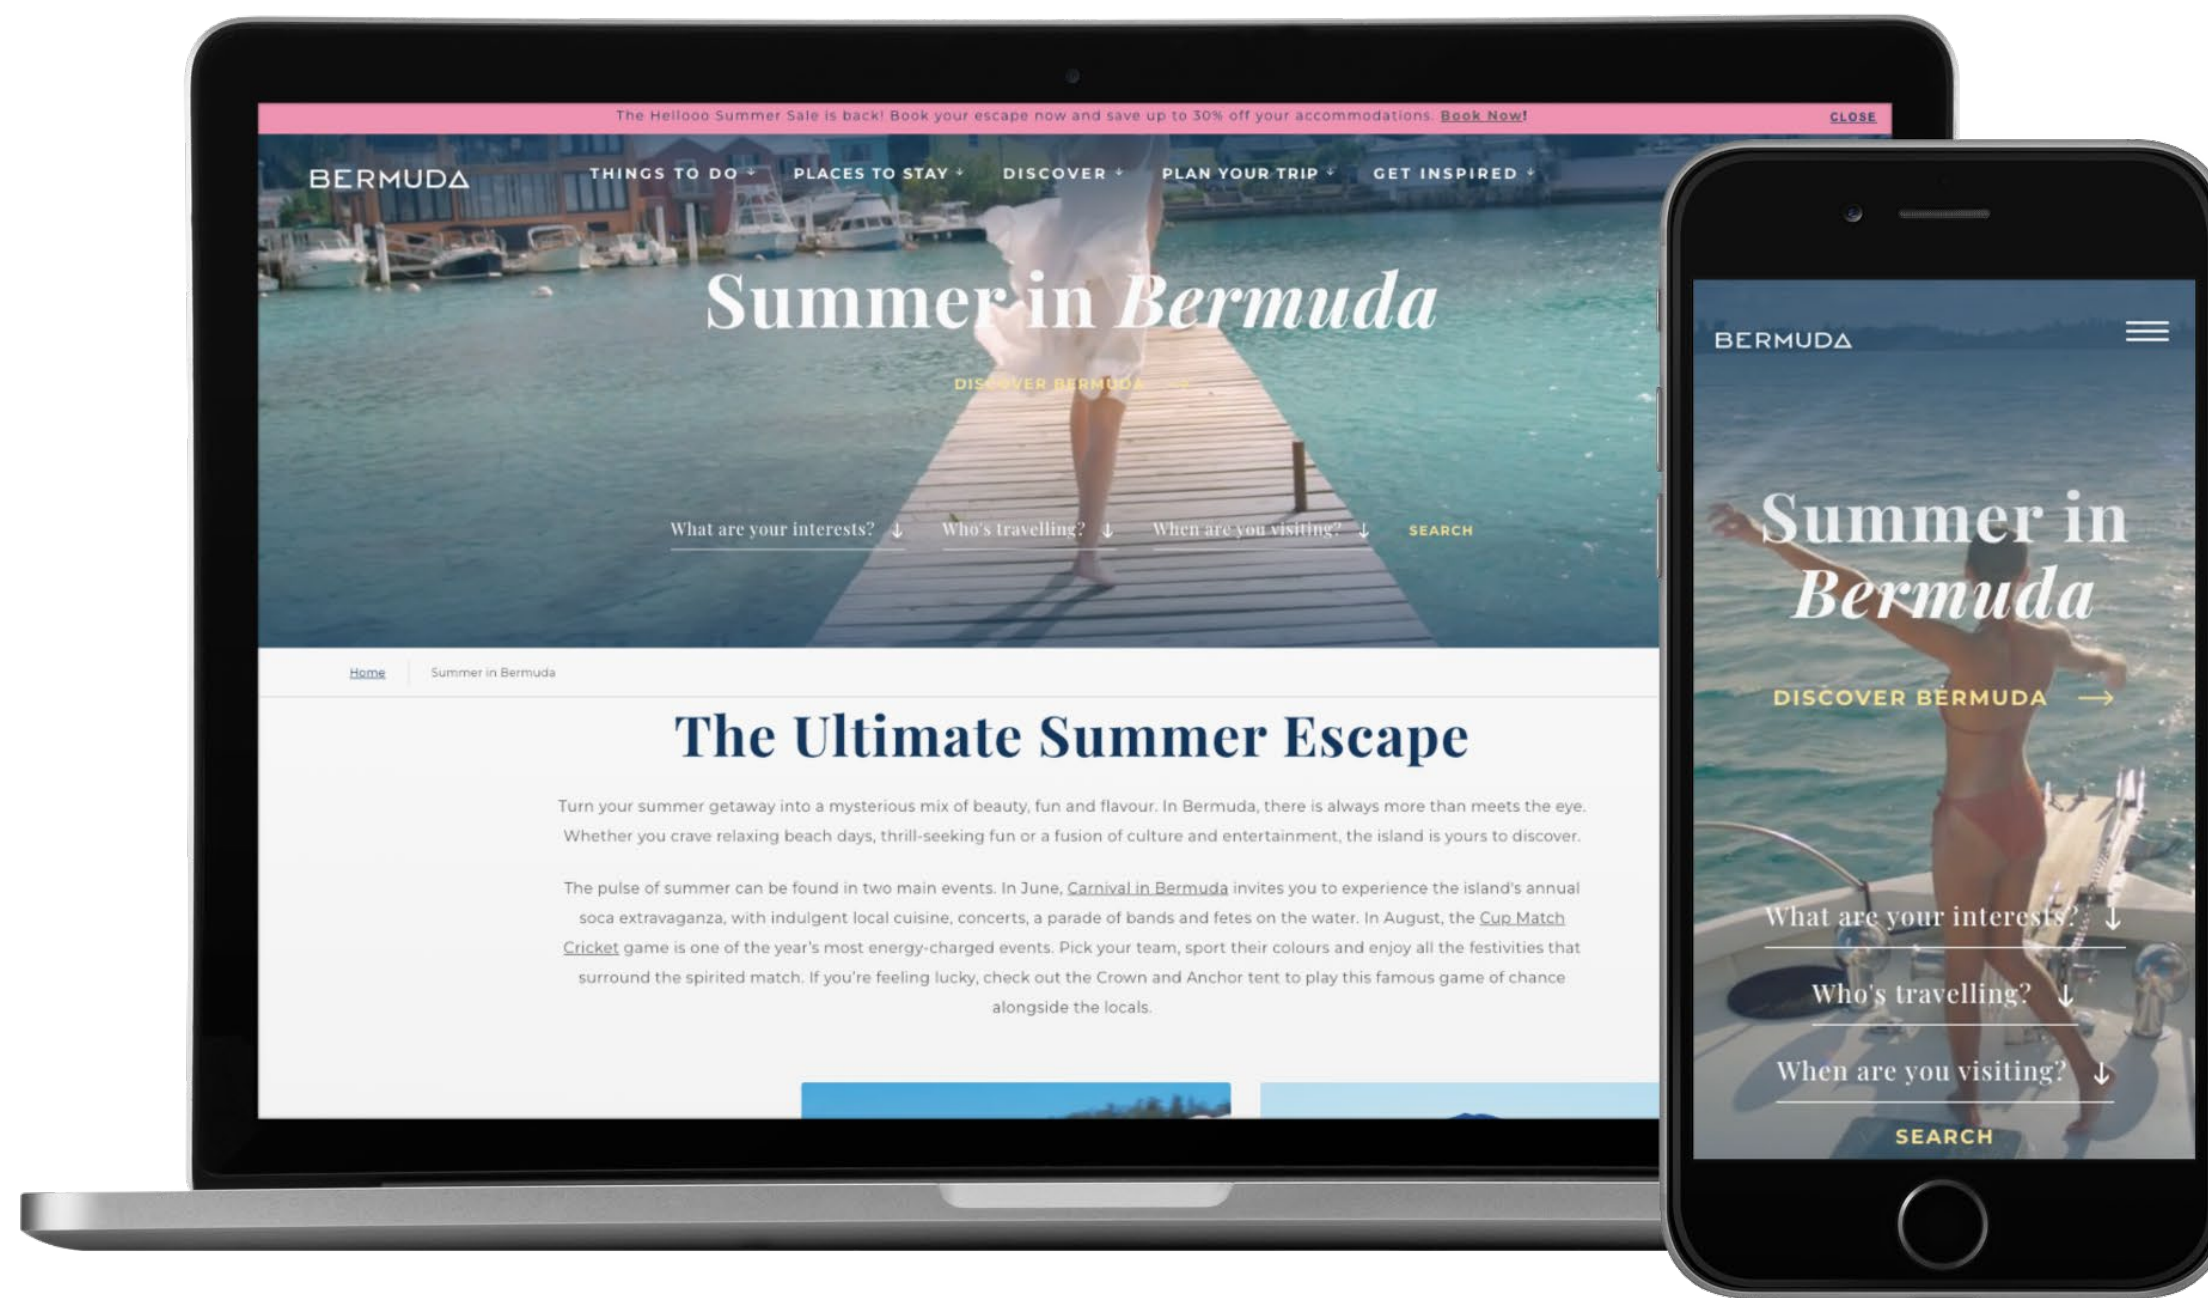 The Hellooo Summer Sale is back! Book your escape now and save up to 30% off your accommodations. Book Now!
CLOSE
BERMUDA
THINGS TO DO
PLACES TO STAY
DISCOVER
PLAN YOUR TRIP
GET INSPIRED
Summer in Bermuda
DISCOVER BERMUDA
What are your interests?
Who's travelling?
When are you visiting?
SEARCH
Home
Summer in Bermuda
The Ultimate Summer Escape
Turn your summer getaway into a mysterious mix of beauty, fun and flavour. In Bermuda, there is always more than meets the eye.
Whether you crave relaxing beach days, thrill-seeking fun or a fusion of culture and entertainment, the island is yours to discover.
The pulse of summer can be found in two main events. In June, Carnival in Bermuda invites you to experience the island's annual
soca extravaganza, with indulgent local cuisine, concerts, a parade of bands and fetes on the water. In August, the Cup Match
Cricket game is one of the year's most energy-charged events. Pick your team, sport their colours and enjoy all the festivities that
surround the spirited match. If you're feeling lucky, check out the Crown and Anchor tent to play this famous game of chance
alongside the locals.
BERMUDA
Summer in
Bermuda
DISCOVER BERMUDA
What are your interests?
Who's travelling?
When are you visiting?
SEARCH